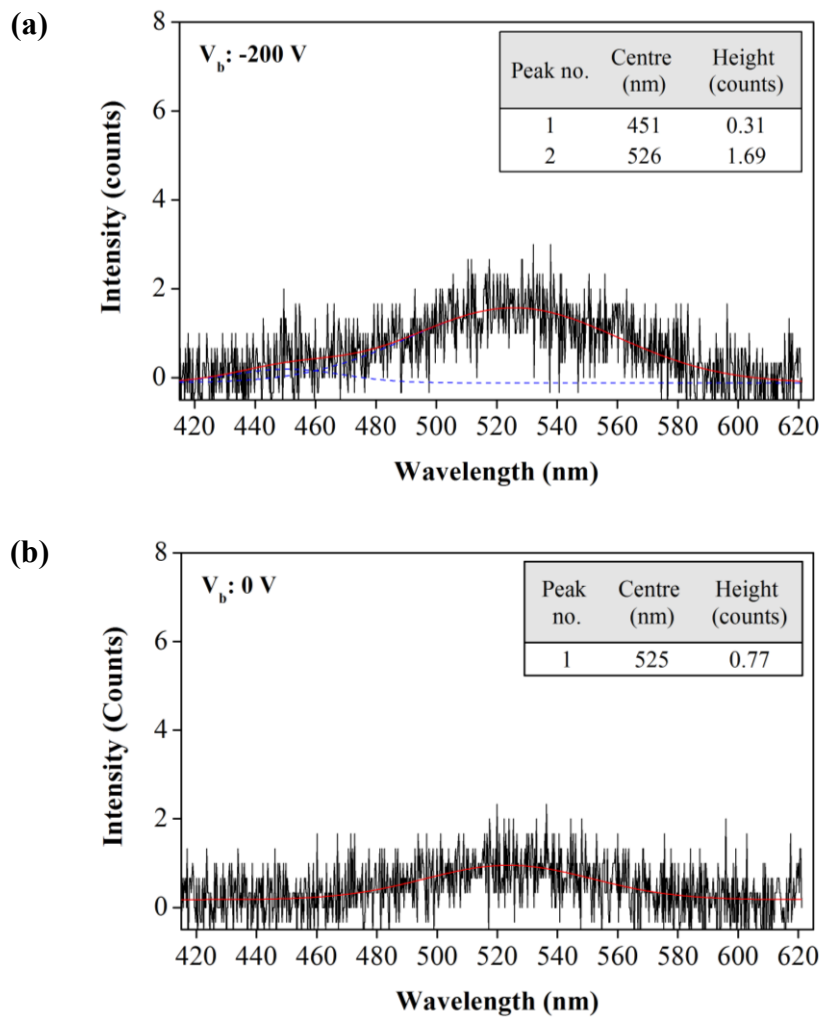 (a)
V_b: -200 V
Peak no. Centre (nm) Height (counts)
1 451 0.31
2 526 1.69
8
6
4
2
0
Intensity (counts)
420 440 460 480 500 520 540 560 580 600 620
Wavelength (nm)
(b)
V_b: 0 V
Peak no. Centre (nm) Height (counts)
1 525 0.77
8
6
4
2
0
Intensity (Counts)
420 440 460 480 500 520 540 560 580 600 620
Wavelength (nm)